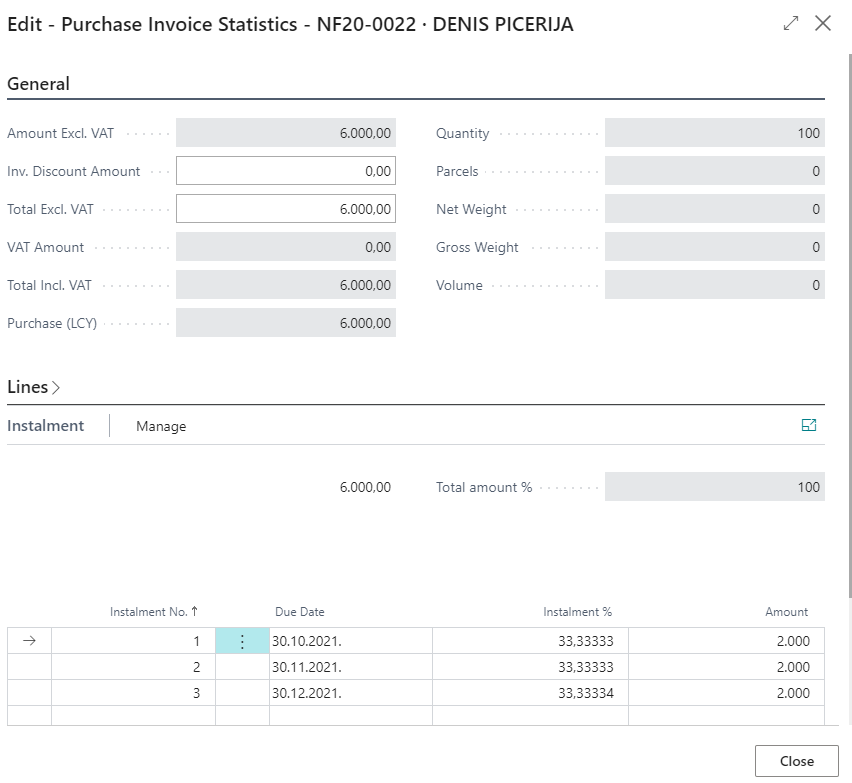 Edit - Purchase Invoice Statistics - NF20-0022 · DENIS PICERIJA
General
Amount Excl. VAT 6.000,00 Quantity 100
Inv. Discount Amount 0,00 Parcels 0
Total Excl. VAT 6.000,00 Net Weight 0
VAT Amount 0,00 Gross Weight 0
Total Incl. VAT 6.000,00 Volume 0
Purchase (LCY) 6.000,00
Lines
Instalment Manage
6.000,00 Total amount % 100
Instalment No. ↑ Due Date Instalment % Amount
→ 1 ⋮ 30.10.2021. 33,33333 2.000
2 30.11.2021. 33,33333 2.000
3 30.12.2021. 33,33334 2.000
Close